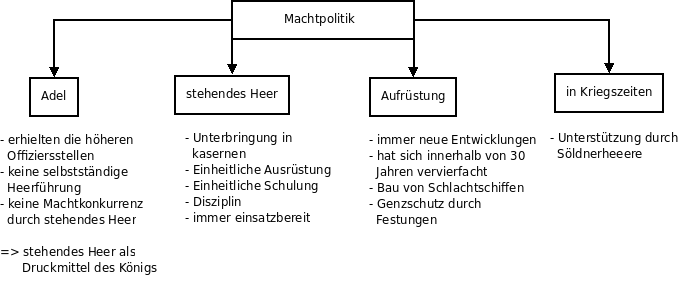 Machtpolitik
Adel
- erhielten die höheren
Offiziersstellen
- keine selbstständige
Heerführung
- keine Machtkonkurrenz
durch stehendes Heer
=> stehendes Heer als
Druckmittel des Königs
stehendes Heer
- Unterbringung in
kasernen
- Einheitliche Ausrüstung
- Einheitliche Schulung
- Disziplin
- immer einsatzbereit
Aufrüstung
- immer neue Entwicklungen
- hat sich innerhalb von 30
Jahren vervierfacht
- Bau von Schlachtschiffen
- Genzschutz durch
Festungen
in Kriegszeiten
- Unterstützung durch
Söldnerheeere